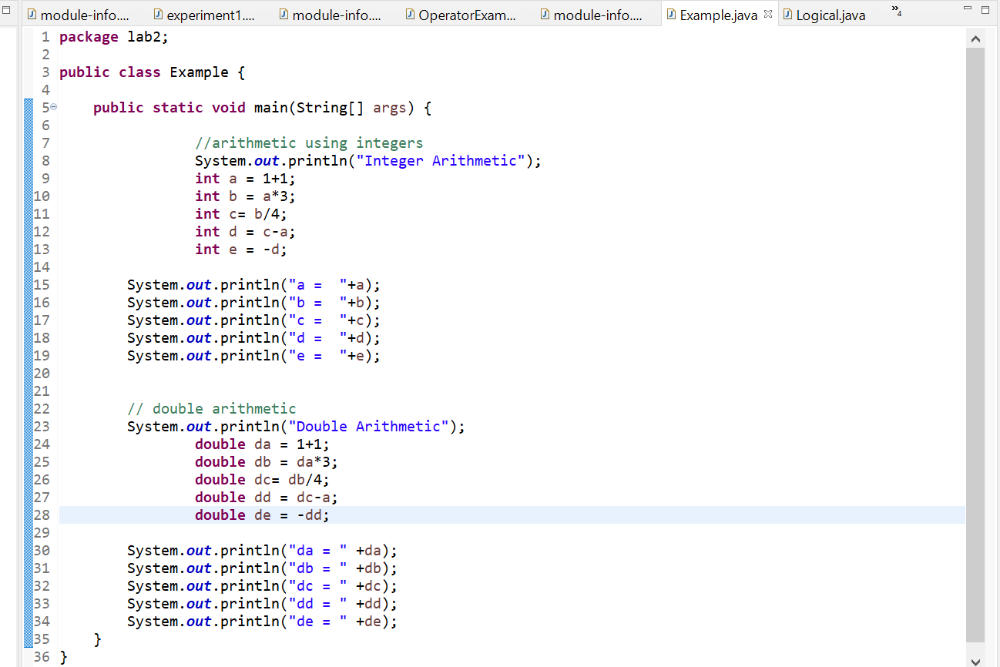 module-info.... experiment1.... module-info.... OperatorExam... module-info.... Example.java Logical.java »4
1 package lab2;
2
3 public class Example {
4
5 public static void main(String[] args) {
6
7 //arithmetic using integers
8 System.out.println("Integer Arithmetic");
9 int a = 1+1;
10 int b = a*3;
11 int c= b/4;
12 int d = c-a;
13 int e = -d;
14
15 System.out.println("a =  "+a);
16 System.out.println("b =  "+b);
17 System.out.println("c =  "+c);
18 System.out.println("d =  "+d);
19 System.out.println("e =  "+e);
20
21
22 // double arithmetic
23 System.out.println("Double Arithmetic");
24 double da = 1+1;
25 double db = da*3;
26 double dc= db/4;
27 double dd = dc-a;
28 double de = -dd;
29
30 System.out.println("da = " +da);
31 System.out.println("db = " +db);
32 System.out.println("dc = " +dc);
33 System.out.println("dd = " +dd);
34 System.out.println("de = " +de);
35 }
36 }